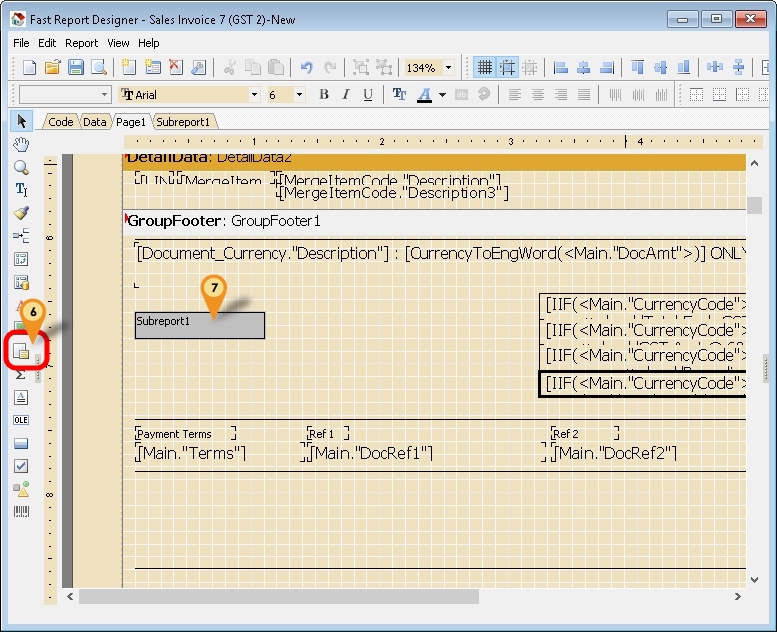 Fast Report Designer - Sales Invoice 7 (GST 2)-New
File Edit Report View Help
134%
Arial 6 B I U
Code Data Page1 Subreport1
1 2 3 4
DetailData: DetailData2
MergeItem [MergeItemCode."Description"]
[MergeItemCode."Description3"]
GroupFooter: GroupFooter1
[Document_Currency."Description"] : [CurrencyToEngWord(<Main."DocAmt">)] ONLY
7
6
Subreport1
[IIF(<Main."CurrencyCode">
[IIF(<Main."CurrencyCode">
[IIF(<Main."CurrencyCode">
[IIF(<Main."CurrencyCode">
OLE
Payment Terms Ref 1 Ref 2
[Main."Terms"] [Main."DocRef1"] [Main."DocRef2"]